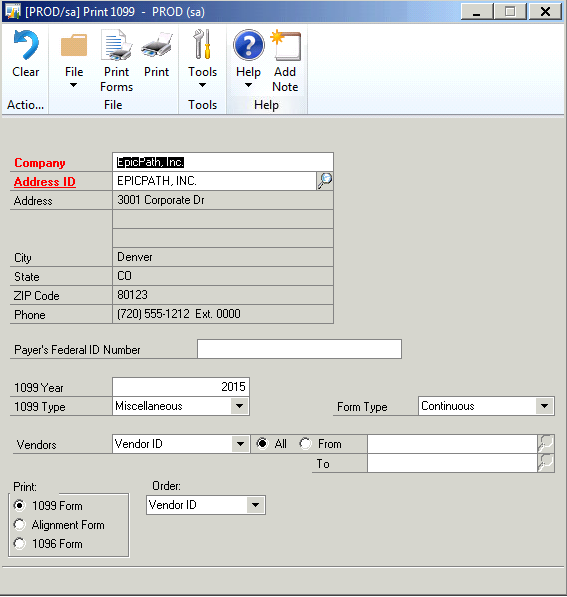 [PROD/sa] Print 1099  -  PROD (sa)
Clear
File
Print Forms
Print
Tools
Help
Add Note
Actio...
File
Tools
Help
Company EpicPath, Inc.
Address ID EPICPATH, INC.
Address 3001 Corporate Dr
City Denver
State CO
ZIP Code 80123
Phone (720) 555-1212  Ext. 0000
Payer's Federal ID Number
1099 Year 2015
1099 Type Miscellaneous Form Type Continuous
Vendors Vendor ID All From
To
Print: Order:
1099 Form Vendor ID
Alignment Form
1096 Form